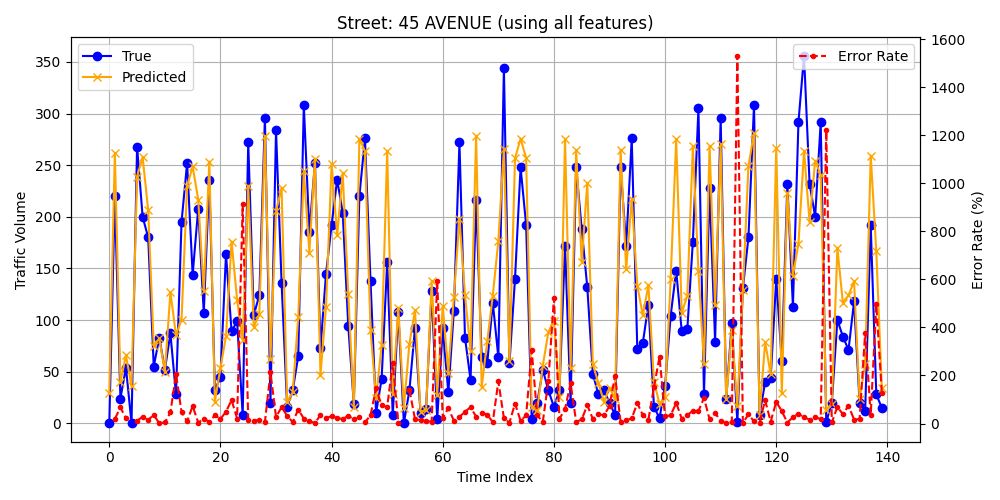 Street: 45 AVENUE (using all features)
True
Predicted
Error Rate
Traffic Volume
350
300
250
200
150
100
50
0
1600
1400
1200
1000
800
600
400
200
0
Error Rate (%)
0 20 40 60 80 100 120 140
Time Index